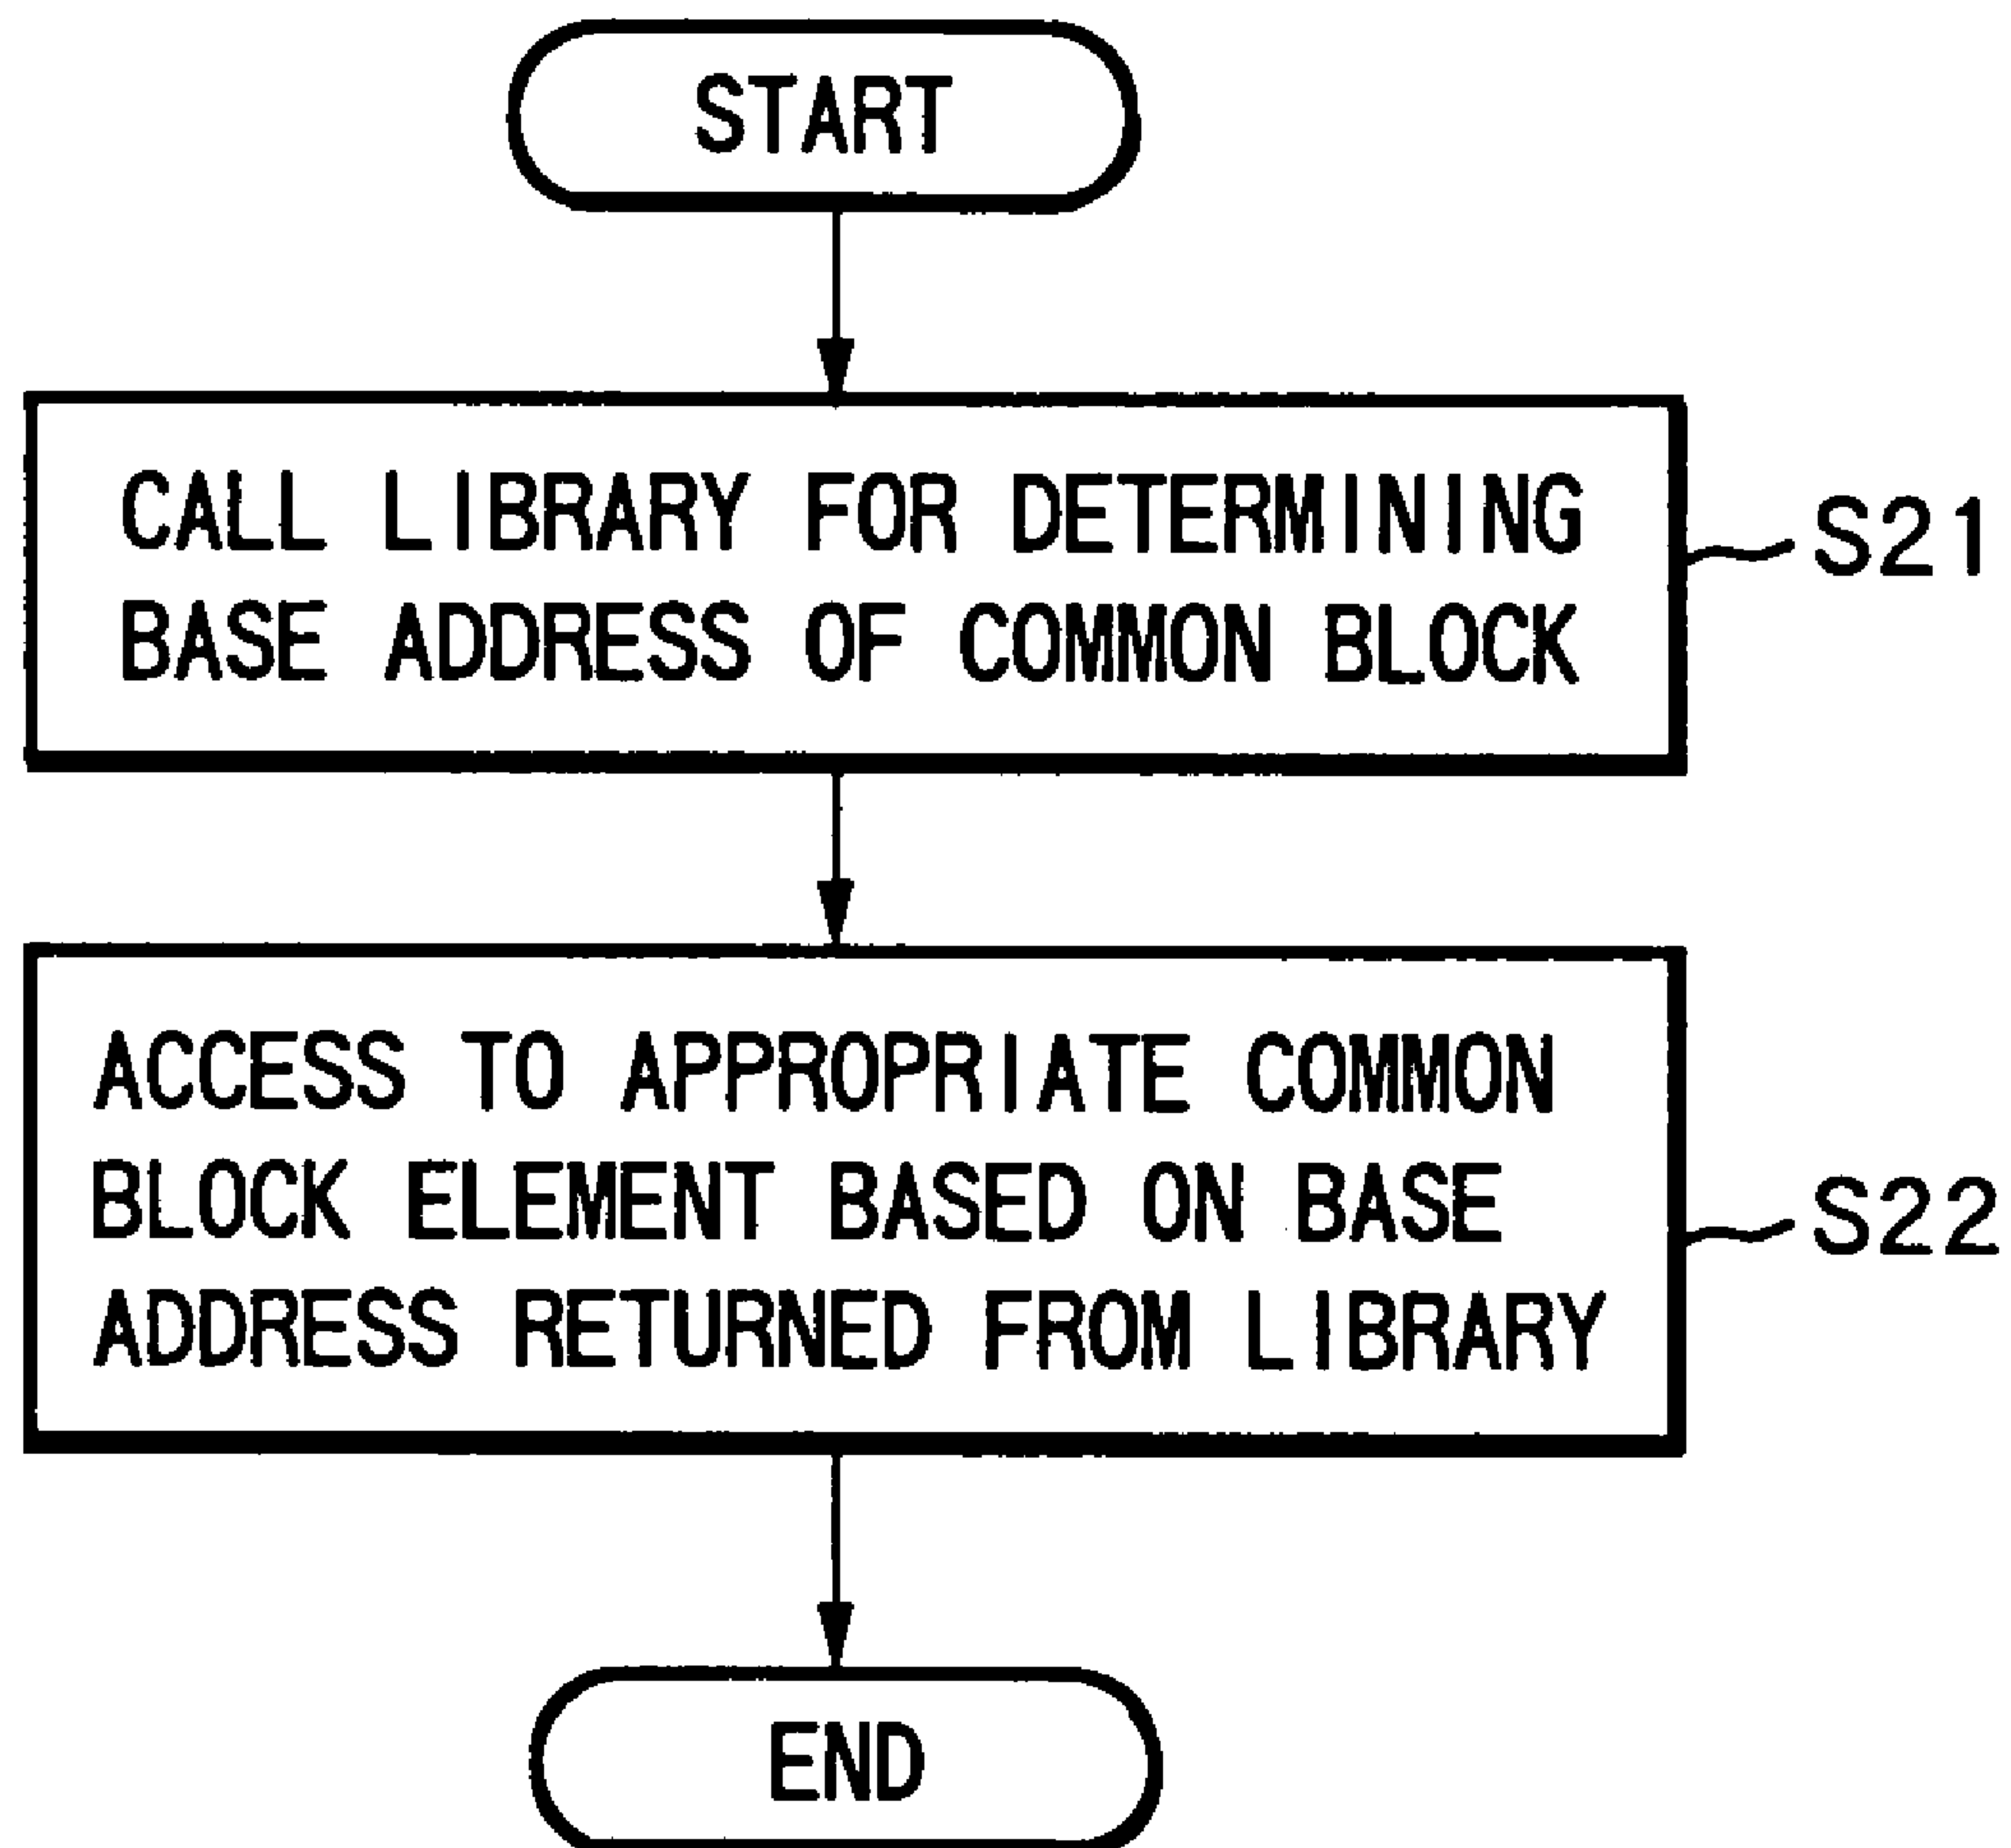 START
CALL LIBRARY FOR DETERMINING
BASE ADDRESS OF COMMON BLOCK
S21
ACCESS TO APPROPRIATE COMMON
BLOCK ELEMENT BASED ON BASE
ADDRESS RETURNED FROM LIBRARY
S22
END